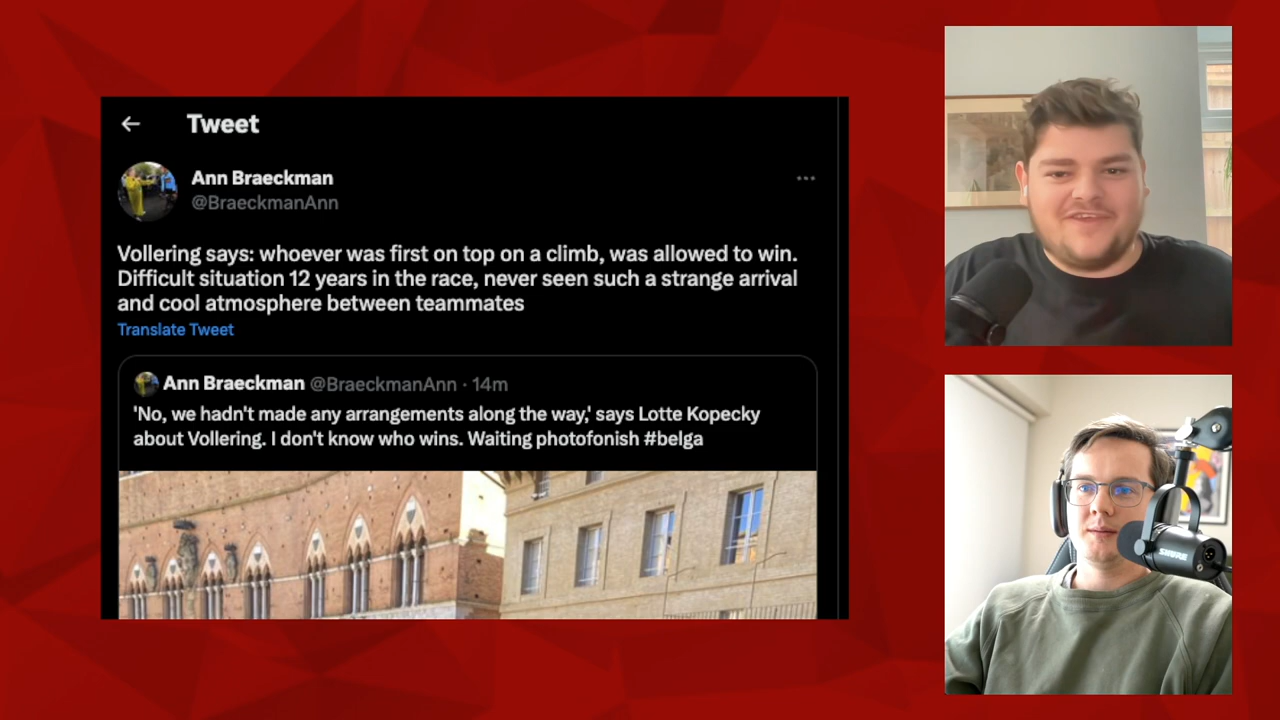 Tweet
Ann Braeckman
@BraeckmanAnn
Vollering says: whoever was first on top on a climb, was allowed to win.
Difficult situation 12 years in the race, never seen such a strange arrival
and cool atmosphere between teammates
Translate Tweet
Ann Braeckman @BraeckmanAnn · 14m
'No, we hadn't made any arrangements along the way,' says Lotte Kopecky
about Vollering. I don't know who wins. Waiting photofonish #belga
SHURE